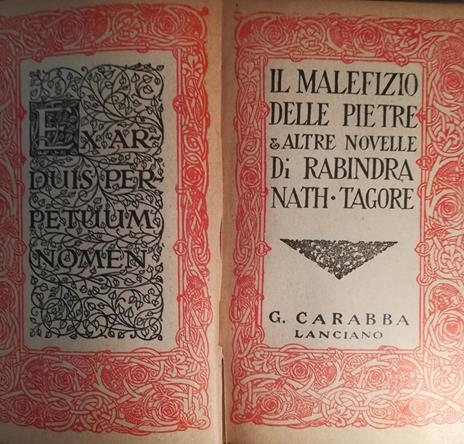 EX AR-
DUIS PER-
PETUUM
NOMEN
IL MALEFIZIO
DELLE PIETRE
& ALTRE NOVELLE
Di RABINDRA
NATH · TAGORE
G. CARABBA
LANCIANO